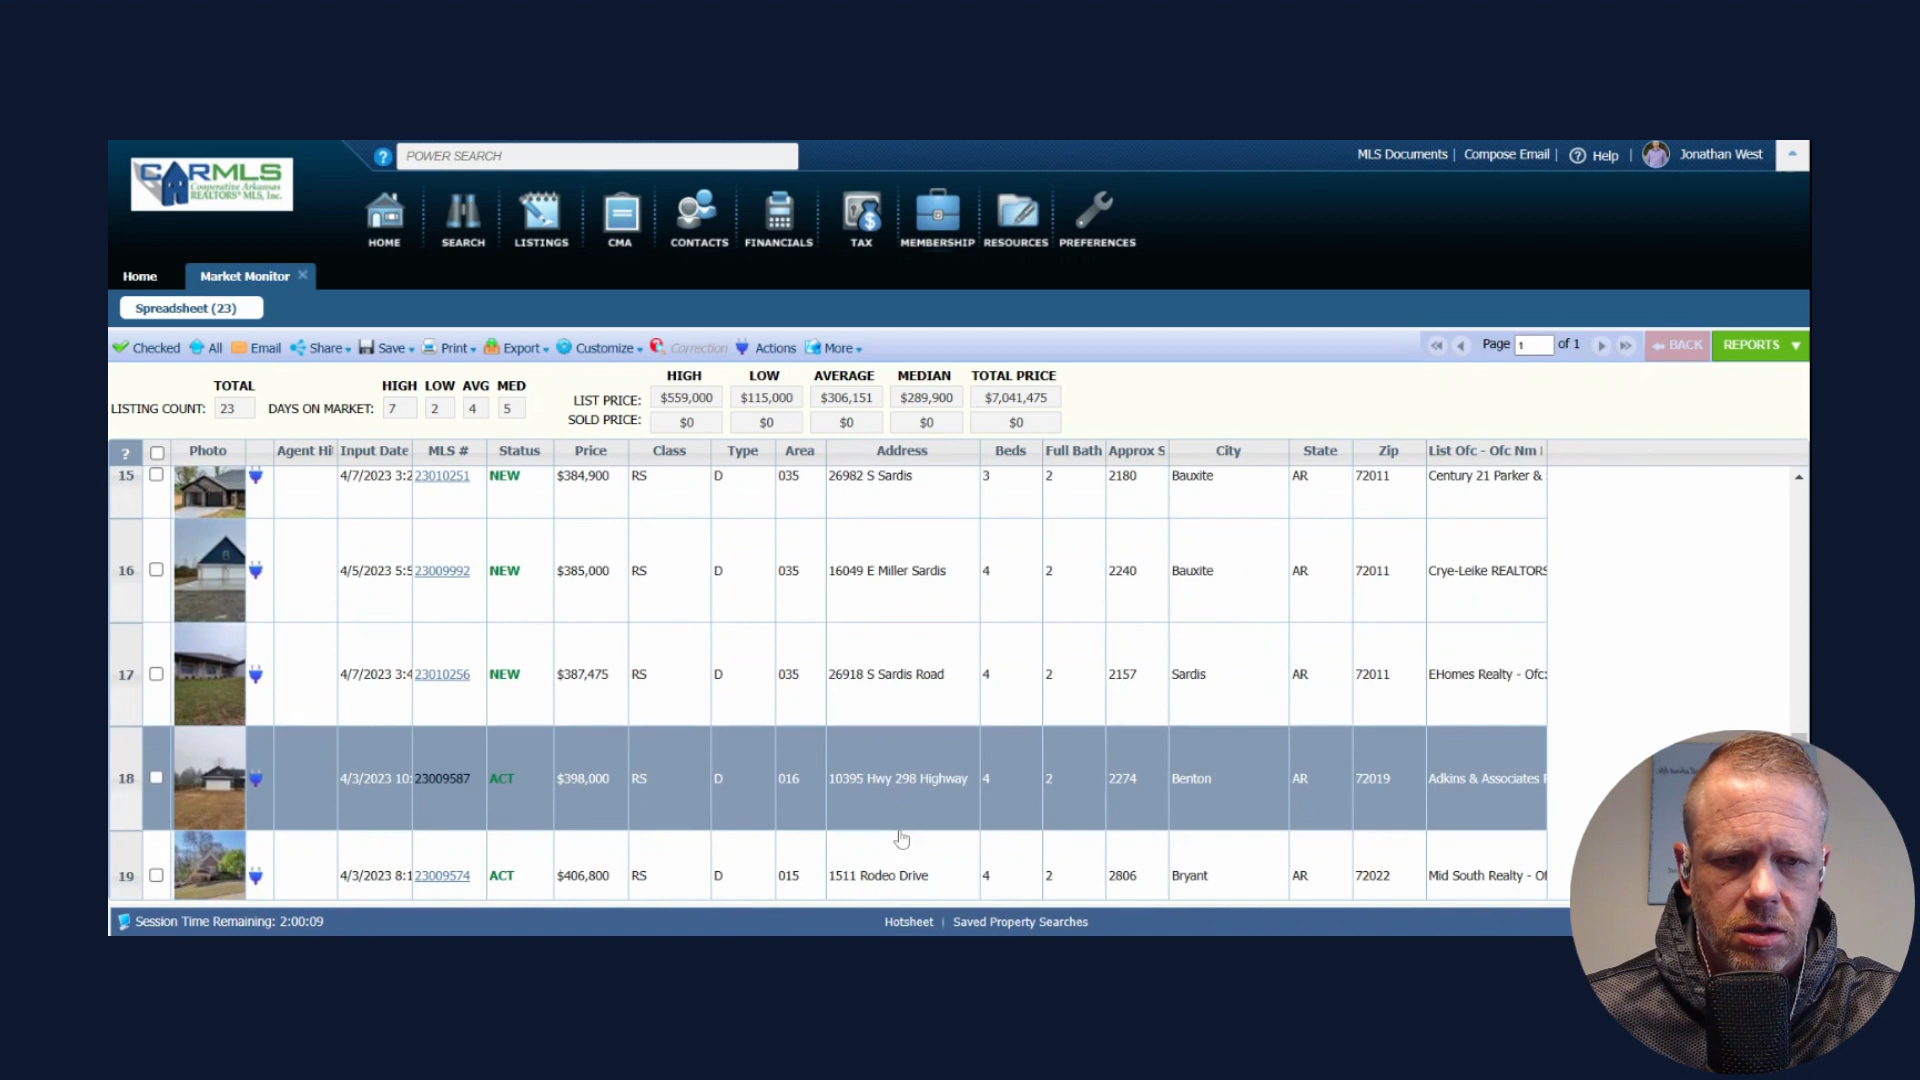 CARMLS
Cooperative Arkansas
REALTORS® MLS, Inc.
? POWER SEARCH
MLS Documents | Compose Email | ? Help | Jonathan West
HOME SEARCH LISTINGS CMA CONTACTS FINANCIALS TAX MEMBERSHIP RESOURCES PREFERENCES
Home Market Monitor
Spreadsheet (23)
Checked All Email Share Save Print Export Customize Correction Actions More Page 1 of 1 BACK REPORTS
HIGH LOW AVERAGE MEDIAN TOTAL PRICE
TOTAL HIGH LOW AVG MED
LIST PRICE: $559,000 $115,000 $306,151 $289,900 $7,041,475
LISTING COUNT: 23 DAYS ON MARKET: 7 2 4 5
SOLD PRICE: $0 $0 $0 $0 $0
? Photo Agent Hi Input Date MLS # Status Price Class Type Area Address Beds Full Bath Approx S City State Zip List Ofc - Ofc Nm
15 4/7/2023 3:2 23010251 NEW $384,900 RS D 035 26982 S Sardis 3 2 2180 Bauxite AR 72011 Century 21 Parker &
16 4/5/2023 5:5 23009992 NEW $385,000 RS D 035 16049 E Miller Sardis 4 2 2240 Bauxite AR 72011 Crye-Leike REALTORS
17 4/7/2023 3:4 23010256 NEW $387,475 RS D 035 26918 S Sardis Road 4 2 2157 Sardis AR 72011 EHomes Realty - Ofc:
18 4/3/2023 10: 23009587 ACT $398,000 RS D 016 10395 Hwy 298 Highway 4 2 2274 Benton AR 72019 Adkins & Associates
19 4/3/2023 8:1 23009574 ACT $406,800 RS D 015 1511 Rodeo Drive 4 2 2806 Bryant AR 72022 Mid South Realty - Of
Session Time Remaining: 2:00:09 Hotsheet | Saved Property Searches